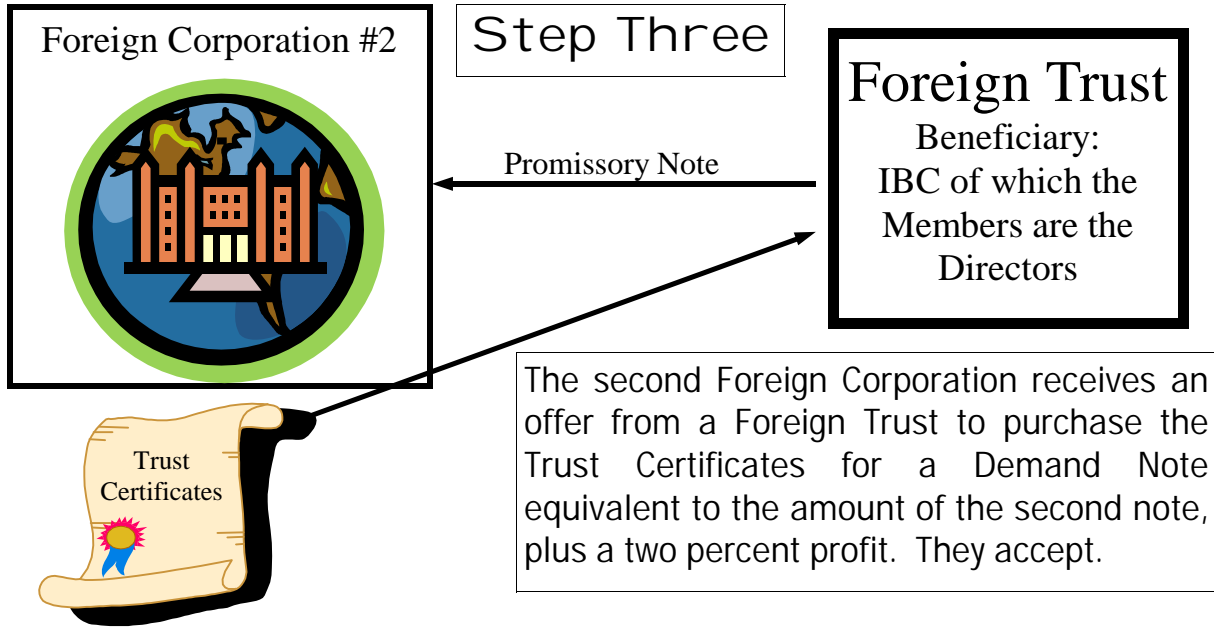 Foreign Corporation #2
Step Three
Foreign Trust
Beneficiary:
IBC of which the
Members are the
Directors
Promissory Note
Trust
Certificates
The second Foreign Corporation receives an
offer from a Foreign Trust to purchase the
Trust Certificates for a Demand Note
equivalent to the amount of the second note,
plus a two percent profit. They accept.